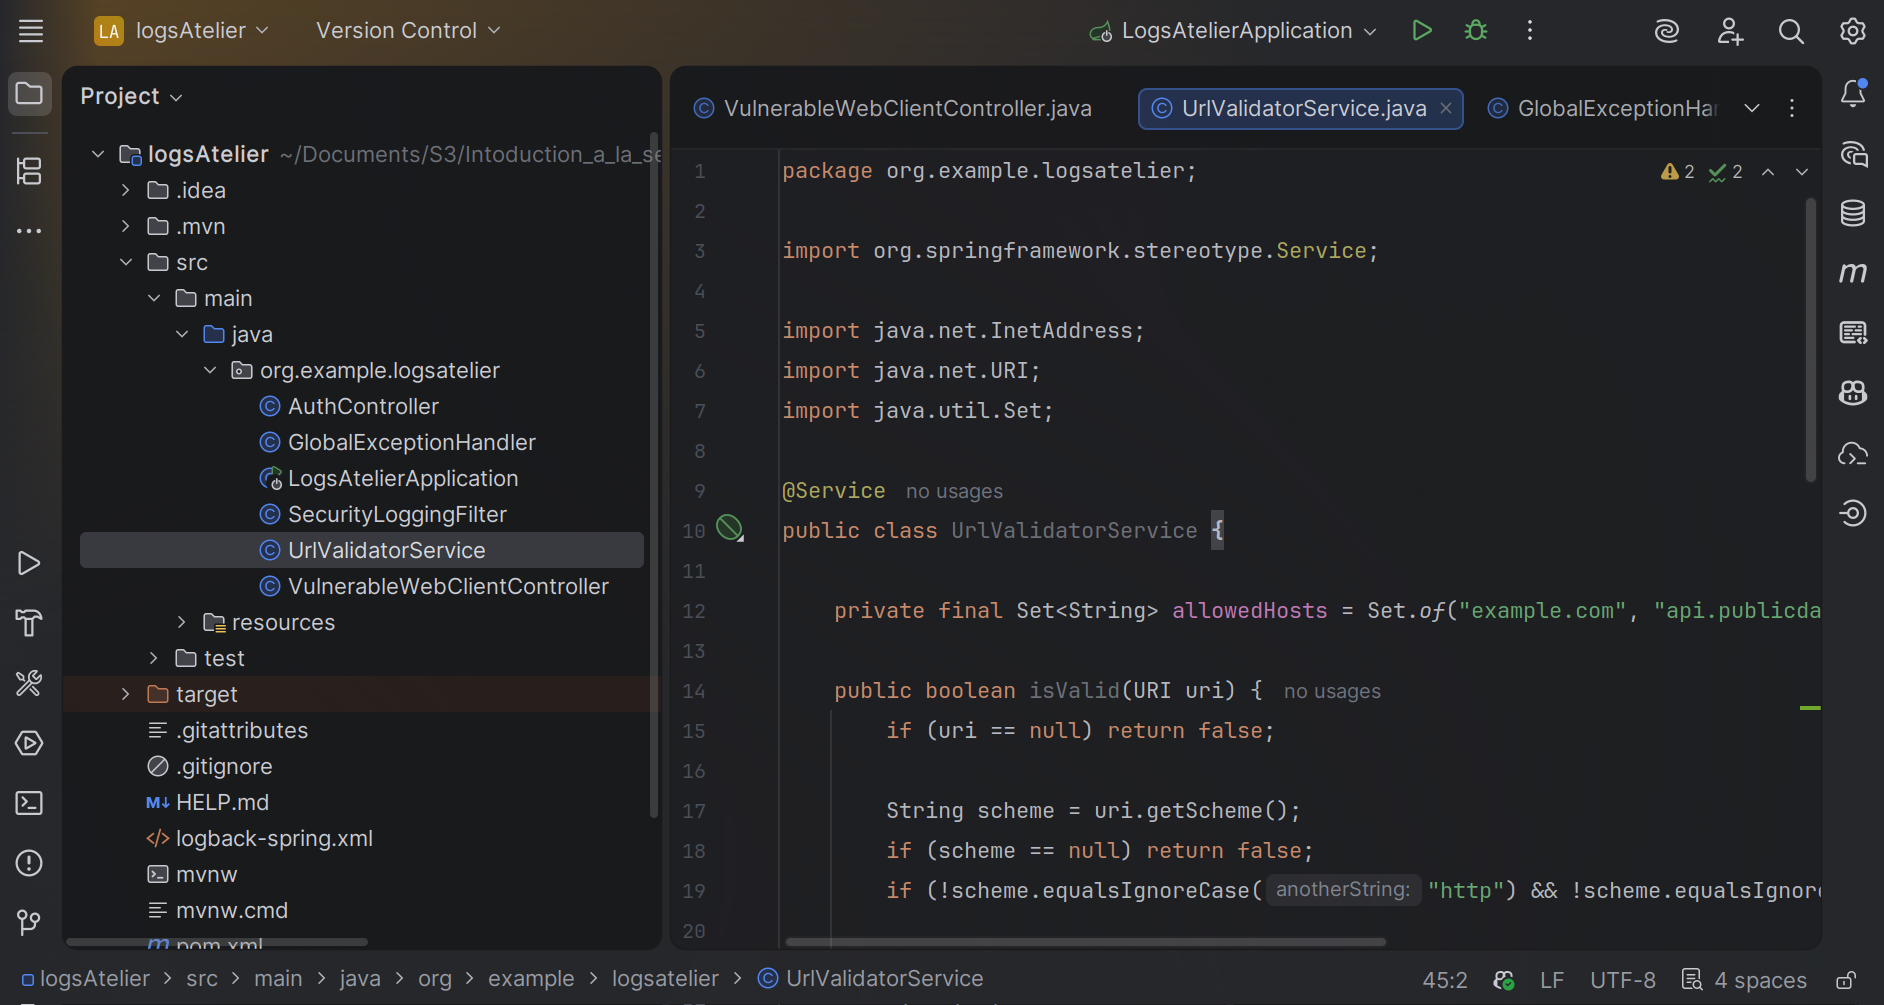 LA logsAtelier Version Control LogsAtelierApplication
Project
logsAtelier ~/Documents/S3/Intoduction_a_la_se
.idea
.mvn
src
main
java
org.example.logsatelier
AuthController
GlobalExceptionHandler
LogsAtelierApplication
SecurityLoggingFilter
UrlValidatorService
VulnerableWebClientController
resources
test
target
.gitattributes
.gitignore
HELP.md
logback-spring.xml
mvnw
mvnw.cmd
pom.xml
VulnerableWebClientController.java UrlValidatorService.java GlobalExceptionHar
2 2
1 package org.example.logsatelier;
2
3 import org.springframework.stereotype.Service;
4
5 import java.net.InetAddress;
6 import java.net.URI;
7 import java.util.Set;
8
9 @Service no usages
10 public class UrlValidatorService {
11
12 private final Set<String> allowedHosts = Set.of("example.com", "api.publicda
13
14 public boolean isValid(URI uri) { no usages
15 if (uri == null) return false;
16
17 String scheme = uri.getScheme();
18 if (scheme == null) return false;
19 if (!scheme.equalsIgnoreCase( anotherString: "http") && !scheme.equalsIgnore
20
logsAtelier > src > main > java > org > example > logsatelier > UrlValidatorService
45:2 LF UTF-8 4 spaces